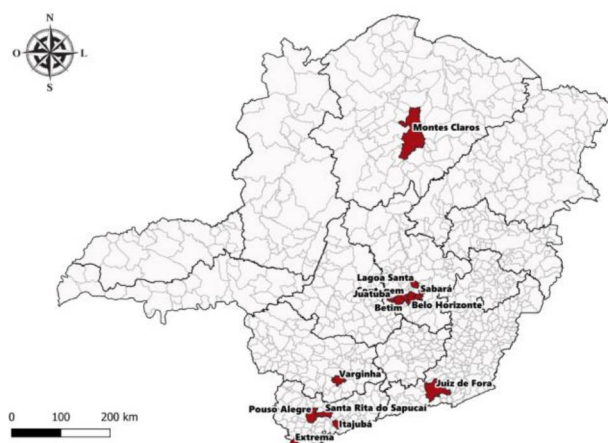 N
O L
S
Montes Claros
Lagoa Santa
Sabará
Juatuba
Belo Horizonte
Betim
Varginha
Juiz de Fora
Pouso Alegre
Santa Rita do Sapucaí
Itajubá
Extrema
0 100 200 km